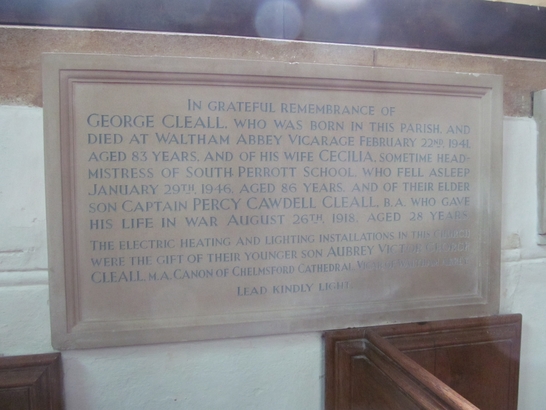 IN GRATEFUL REMEMBRANCE OF
GEORGE CLEALL, WHO WAS BORN IN THIS PARISH, AND
DIED AT WALTHAM ABBEY VICARAGE FEBRUARY 22ND, 1941,
AGED 83 YEARS, AND OF HIS WIFE CECILIA, SOMETIME HEAD-
MISTRESS OF SOUTH PERROTT SCHOOL, WHO FELL ASLEEP
JANUARY 29TH, 1946, AGED 86 YEARS, AND OF THEIR ELDER
SON CAPTAIN PERCY CAWDELL CLEALL, B.A. WHO GAVE
HIS LIFE IN WAR AUGUST 26TH, 1918, AGED 28 YEARS.
THE ELECTRIC HEATING AND LIGHTING INSTALLATIONS IN THIS CHURCH
WERE THE GIFT OF THEIR YOUNGER SON AUBREY VICTOR GEORGE
CLEALL, M.A. CANON OF CHELMSFORD CATHEDRAL,
LEAD KINDLY LIGHT